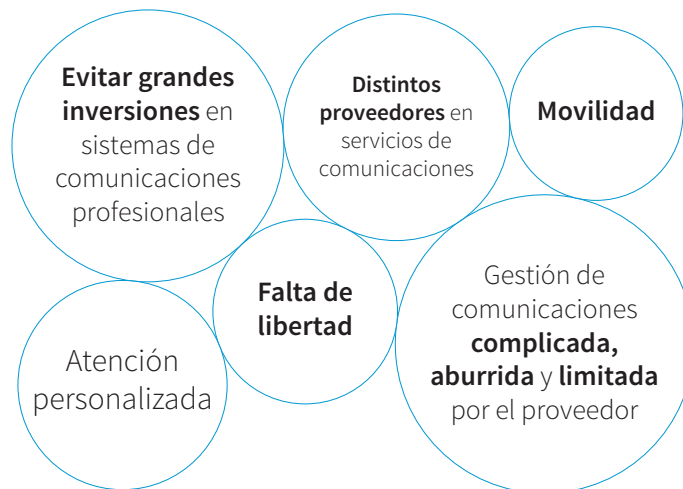 Evitar grandes
inversiones en
sistemas de
comunicaciones
profesionales
Distintos
proveedores en
servicios de
comunicaciones
Movilidad
Atención
personalizada
Falta de
libertad
Gestión de
comunicaciones
complicada,
aburrida y limitada
por el proveedor